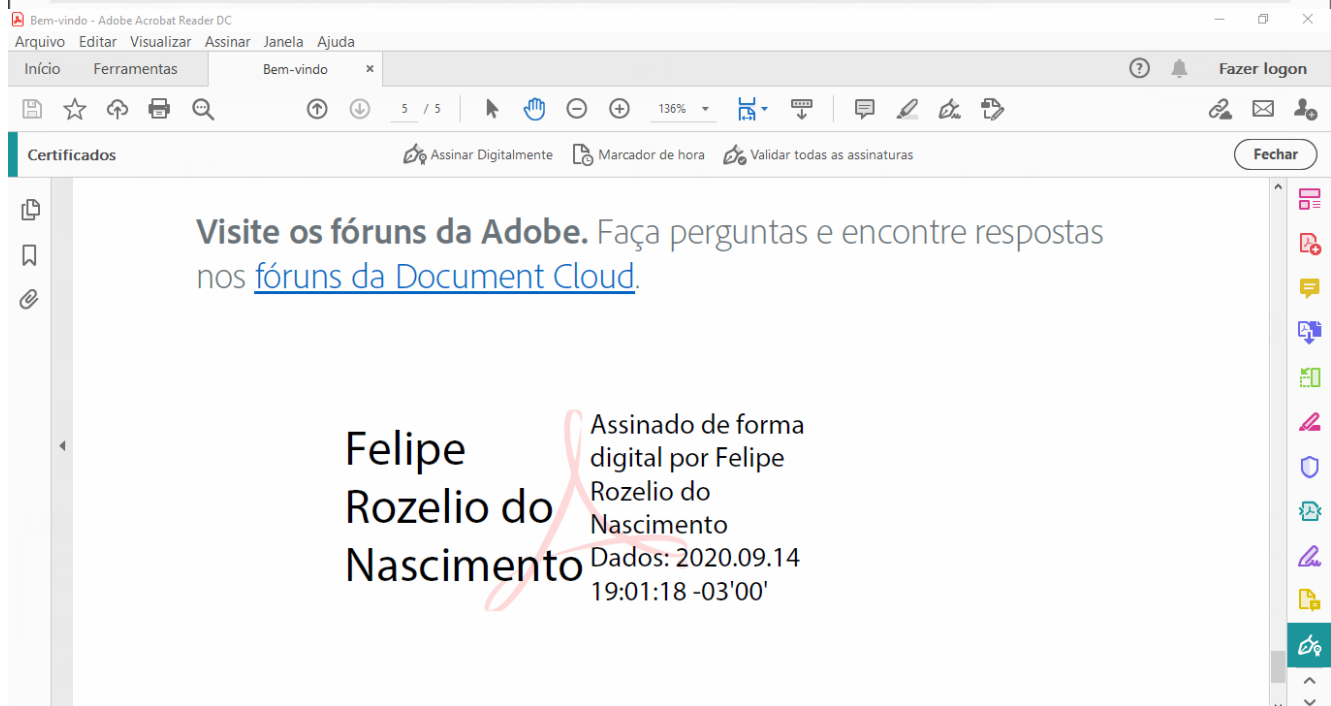 Bem-vindo - Adobe Acrobat Reader DC
Arquivo Editar Visualizar Assinar Janela Ajuda
Início Ferramentas Bem-vindo × Fazer logon
5 / 5 136%
Certificados Assinar Digitalmente Marcador de hora Validar todas as assinaturas Fechar
Visite os fóruns da Adobe. Faça perguntas e encontre respostas
nos fóruns da Document Cloud.
Felipe
Rozelio do
Nascimento
Assinado de forma
digital por Felipe
Rozelio do
Nascimento
Dados: 2020.09.14
19:01:18 -03'00'